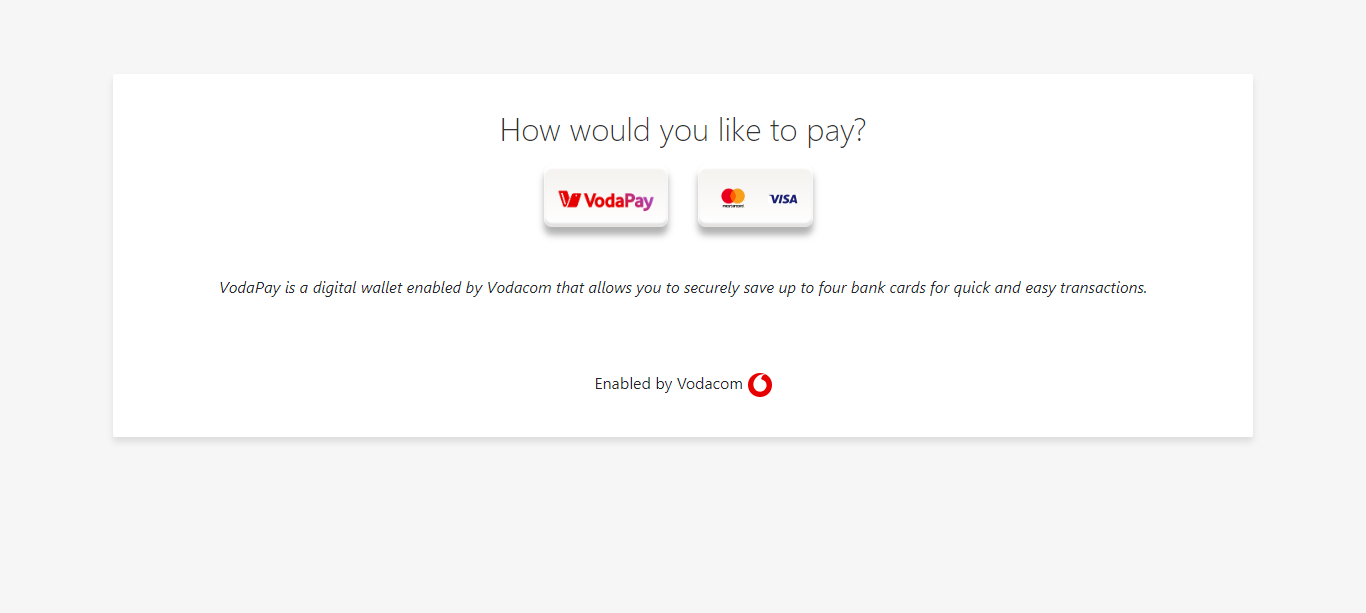 How would you like to pay?
VodaPay
mastercard VISA
VodaPay is a digital wallet enabled by Vodacom that allows you to securely save up to four bank cards for quick and easy transactions.
Enabled by Vodacom